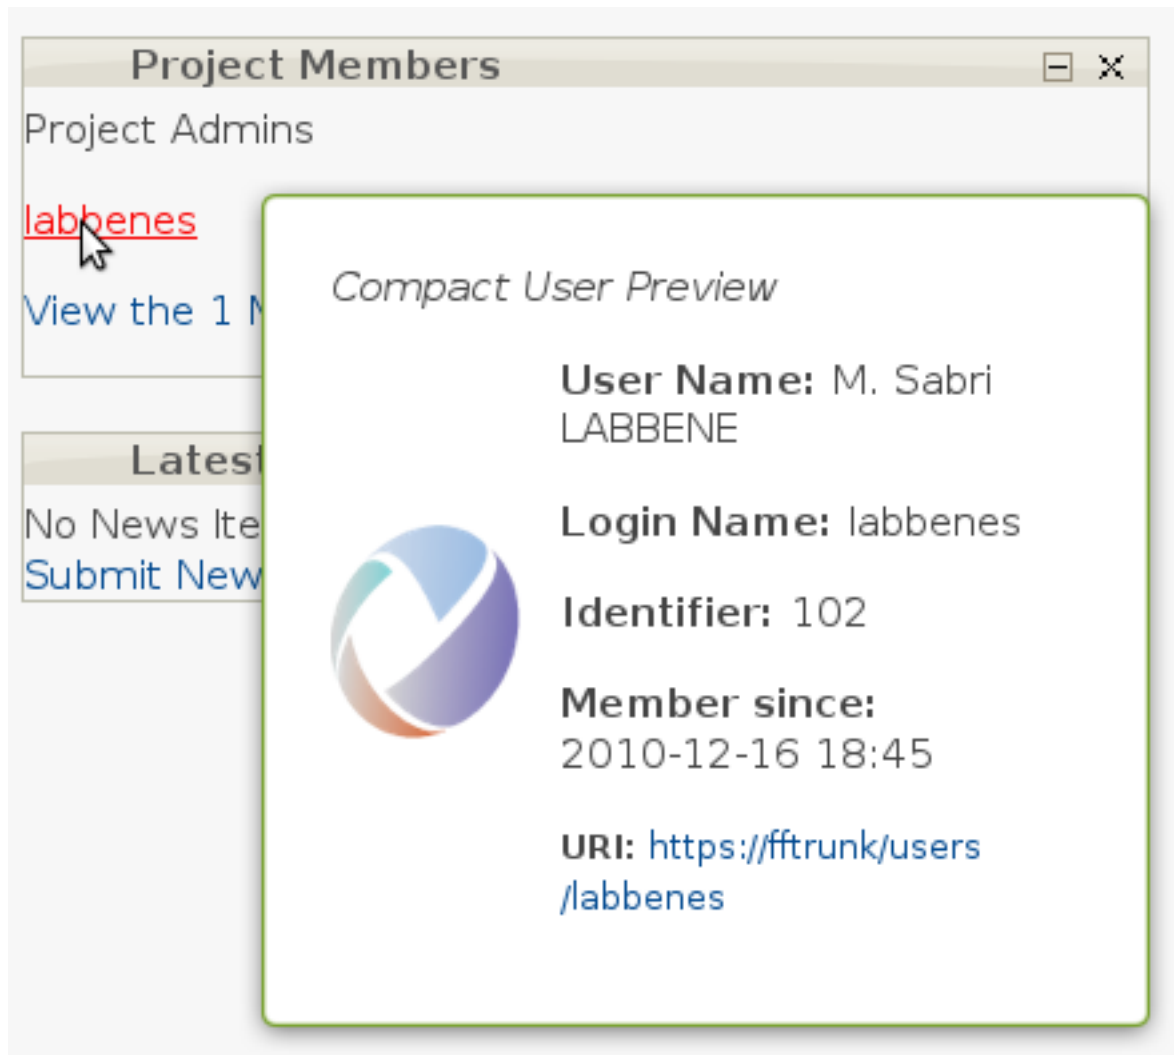 Project Members
Project Admins
labbenes
View the 1
Latest
No News Ite
Submit New
Compact User Preview
User Name: M. Sabri
LABBENE
Login Name: labbenes
Identifier: 102
Member since:
2010-12-16 18:45
URI: https://fftrunk/users
/labbenes